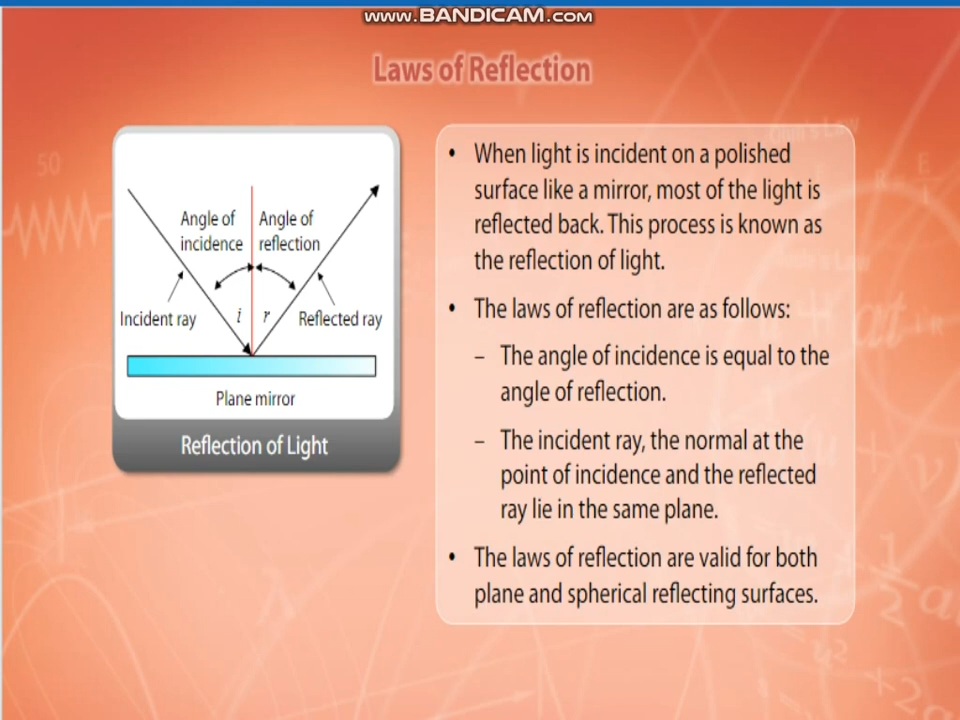 www.BANDICAM.com
Laws of Reflection
Angle of
incidence
Angle of
reflection
Incident ray
i
r
Reflected ray
Plane mirror
Reflection of Light
• When light is incident on a polished
surface like a mirror, most of the light is
reflected back. This process is known as
the reflection of light.
• The laws of reflection are as follows:
– The angle of incidence is equal to the
angle of reflection.
– The incident ray, the normal at the
point of incidence and the reflected
ray lie in the same plane.
• The laws of reflection are valid for both
plane and spherical reflecting surfaces.
50